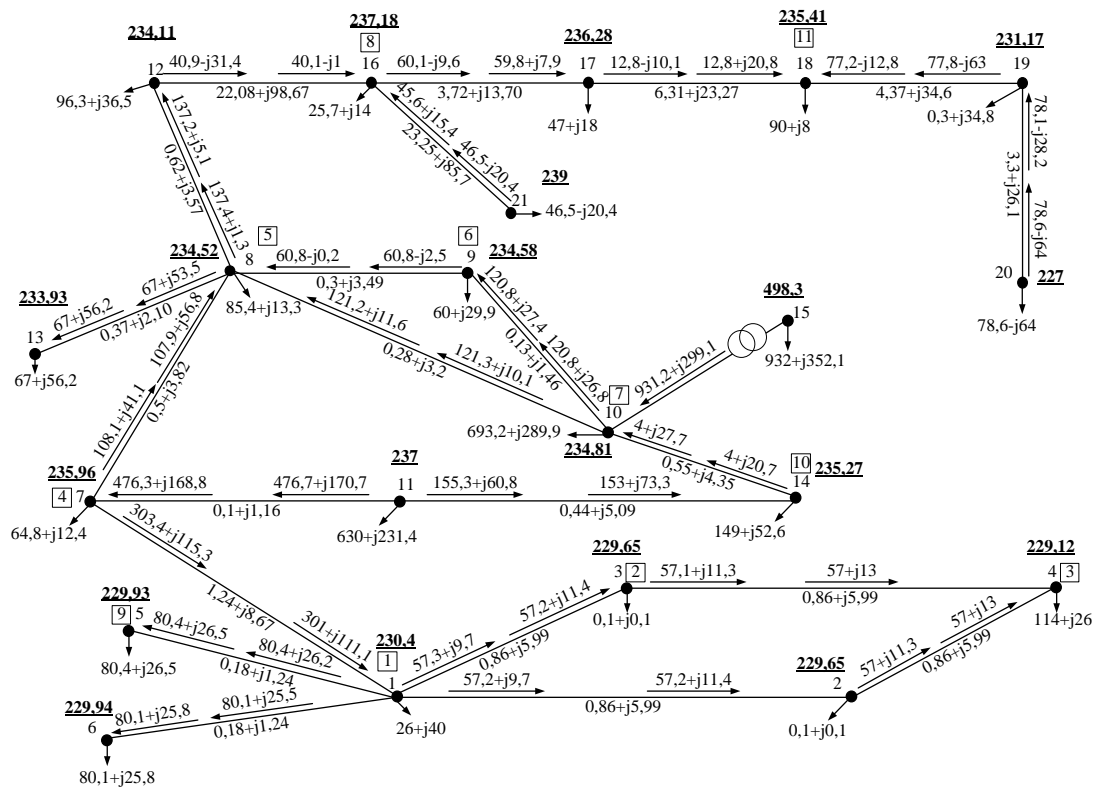 237,18
235,41
234,11
8
236,28
11
231,17
12
40,9-j31,4
40,1-j1
16
60,1-j9,6
59,8+j7,9
17
12,8-j10,1
12,8+j20,8
18
77,2-j12,8
77,8-j63
19
22,08+j98,67
3,72+j13,70
6,31+j23,27
4,37+j34,6
96,3+j36,5
25,7+j14
47+j18
90+j8
0,3+j34,8
137,2+j5,1
0,62+j3,57
137,4+j1,3
45,6+j15,4
23,25+j85,7
46,5-j20,4
78,1-j28,2
3,3+j26,1
78,6-j64
239
21
46,5-j20,4
234,52
5
8
60,8-j0,2
60,8-j2,5
6
9
234,58
0,3+j3,49
20
227
78,6-j64
233,93
13
67+j53,5
67+j56,2
0,37+j2,10
67+j56,2
85,4+j13,3
60+j29,9
498,3
15
932+j352,1
931,2+j299,1
120,8+j27,4
0,13+j1,46
120,8+j26,8
121,2+j11,6
0,28+j3,2
121,3+j10,1
107,9+j56,8
0,5+j3,82
108,1+j41,1
7
10
693,2+j289,9
234,81
4+j27,7
4+j20,7
0,55+j4,35
10
235,27
14
149+j52,6
235,96
4
7
476,3+j168,8
476,7+j170,7
237
11
155,3+j60,8
153+j73,3
0,1+j1,16
0,44+j5,09
64,8+j12,4
630+j231,4
303,4+j115,3
1,24+j8,67
301+j111,1
229,65
3
2
57,1+j11,3
57+j13
229,12
4
3
0,86+j5,99
0,1+j0,1
114+j26
229,93
9
5
80,4+j26,5
80,4+j26,2
0,18+j1,24
80,4+j26,5
230,4
1
1
57,3+j9,7
57,2+j11,4
0,86+j5,99
57,2+j9,7
57,2+j11,4
0,86+j5,99
229,65
2
57+j11,3
57+j13
0,86+j5,99
0,1+j0,1
26+j40
229,94
6
80,1+j25,8
80,1+j25,5
0,18+j1,24
80,1+j25,8